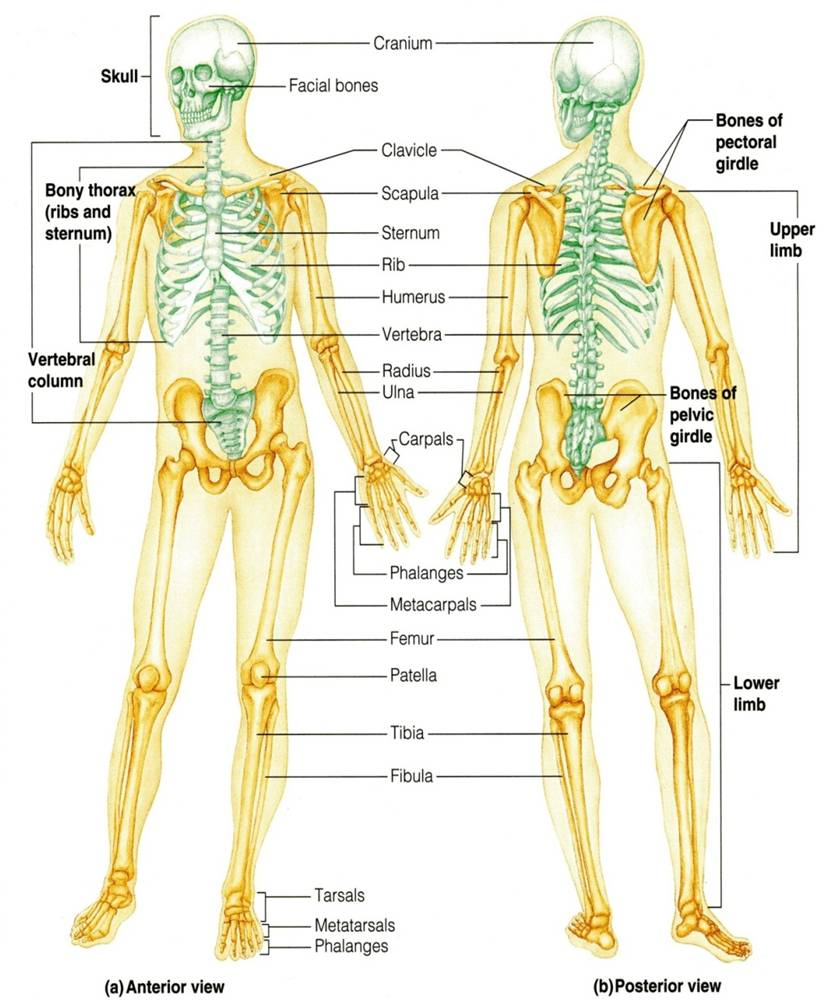 Cranium
Skull
Facial bones
Bones of
pectoral
girdle
Clavicle
Bony thorax
(ribs and
sternum)
Scapula
Upper
limb
Sternum
Rib
Humerus
Vertebra
Vertebral
column
Radius
Ulna
Bones of
pelvic
girdle
Carpals
Phalanges
Metacarpals
Femur
Patella
Lower
limb
Tibia
Fibula
Tarsals
Metatarsals
Phalanges
(a) Anterior view
(b) Posterior view